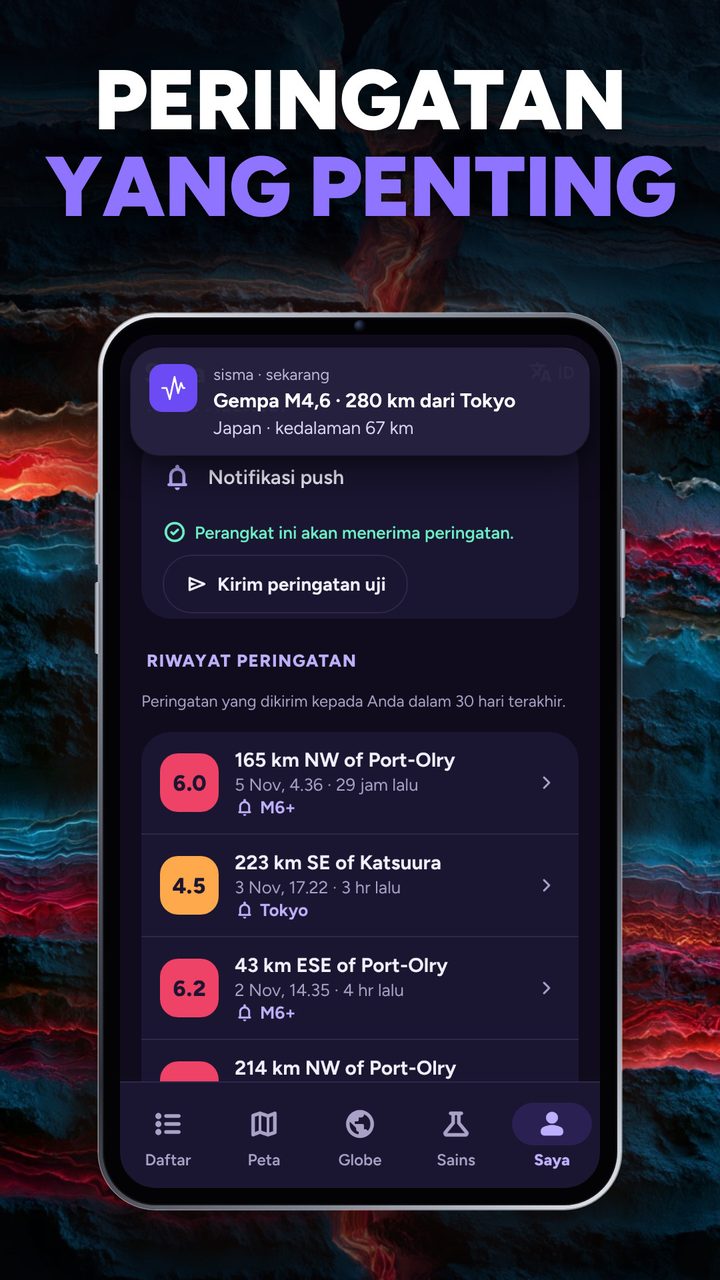 PERINGATAN
YANG PENTING
sisma · sekarang
Gempa M4,6 · 280 km dari Tokyo
Japan · kedalaman 67 km
ID
Notifikasi push
Perangkat ini akan menerima peringatan.
Kirim peringatan uji
RIWAYAT PERINGATAN
Peringatan yang dikirim kepada Anda dalam 30 hari terakhir.
6.0
165 km NW of Port-Olry
5 Nov, 4.36 · 29 jam lalu
M6+
4.5
223 km SE of Katsuura
3 Nov, 17.22 · 3 hr lalu
Tokyo
6.2
43 km ESE of Port-Olry
2 Nov, 14.35 · 4 hr lalu
M6+
214 km NW of Port-Olry
Daftar
Peta
Globe
Sains
Saya